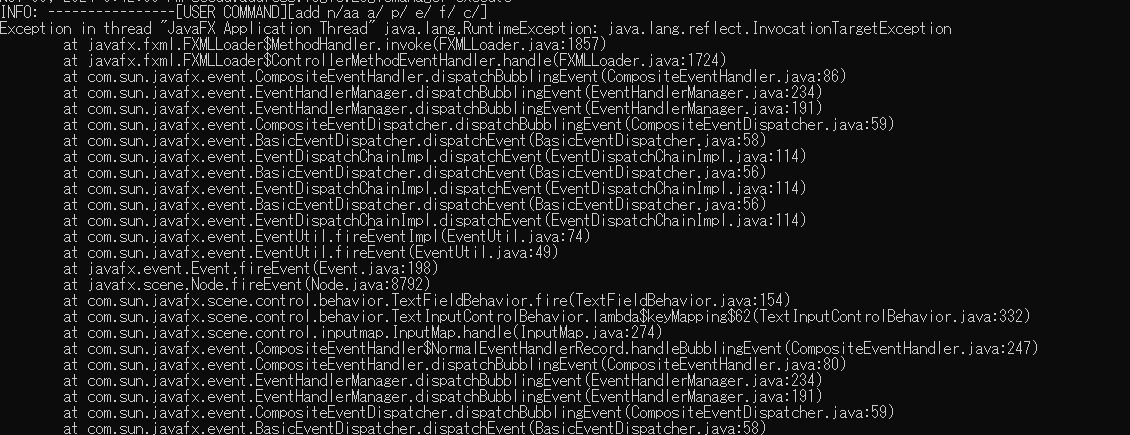 INFO: ----------------[USER COMMAND][add n/aa a/ p/ e/ f/ c/]
Exception in thread "JavaFX Application Thread" java.lang.RuntimeException: java.lang.reflect.InvocationTargetException
at javafx.fxml.FXMLLoader$MethodHandler.invoke(FXMLLoader.java:1857)
at javafx.fxml.FXMLLoader$ControllerMethodEventHandler.handle(FXMLLoader.java:1724)
at com.sun.javafx.event.CompositeEventHandler.dispatchBubblingEvent(CompositeEventHandler.java:86)
at com.sun.javafx.event.EventHandlerManager.dispatchBubblingEvent(EventHandlerManager.java:234)
at com.sun.javafx.event.EventHandlerManager.dispatchBubblingEvent(EventHandlerManager.java:191)
at com.sun.javafx.event.CompositeEventDispatcher.dispatchBubblingEvent(CompositeEventDispatcher.java:59)
at com.sun.javafx.event.BasicEventDispatcher.dispatchEvent(BasicEventDispatcher.java:58)
at com.sun.javafx.event.EventDispatchChainImpl.dispatchEvent(EventDispatchChainImpl.java:114)
at com.sun.javafx.event.BasicEventDispatcher.dispatchEvent(BasicEventDispatcher.java:56)
at com.sun.javafx.event.EventDispatchChainImpl.dispatchEvent(EventDispatchChainImpl.java:114)
at com.sun.javafx.event.BasicEventDispatcher.dispatchEvent(BasicEventDispatcher.java:56)
at com.sun.javafx.event.EventDispatchChainImpl.dispatchEvent(EventDispatchChainImpl.java:114)
at com.sun.javafx.event.EventUtil.fireEventImpl(EventUtil.java:74)
at com.sun.javafx.event.EventUtil.fireEvent(EventUtil.java:49)
at javafx.event.Event.fireEvent(Event.java:198)
at javafx.scene.Node.fireEvent(Node.java:8792)
at com.sun.javafx.scene.control.behavior.TextFieldBehavior.fire(TextFieldBehavior.java:154)
at com.sun.javafx.scene.control.behavior.TextInputControlBehavior.lambda$keyMapping$62(TextInputControlBehavior.java:332)
at com.sun.javafx.scene.control.inputmap.InputMap.handle(InputMap.java:274)
at com.sun.javafx.event.CompositeEventHandler$NormalEventHandlerRecord.handleBubblingEvent(CompositeEventHandler.java:247)
at com.sun.javafx.event.CompositeEventHandler.dispatchBubblingEvent(CompositeEventHandler.java:80)
at com.sun.javafx.event.EventHandlerManager.dispatchBubblingEvent(EventHandlerManager.java:234)
at com.sun.javafx.event.EventHandlerManager.dispatchBubblingEvent(EventHandlerManager.java:191)
at com.sun.javafx.event.CompositeEventDispatcher.dispatchBubblingEvent(CompositeEventDispatcher.java:59)
at com.sun.javafx.event.BasicEventDispatcher.dispatchEvent(BasicEventDispatcher.java:58)